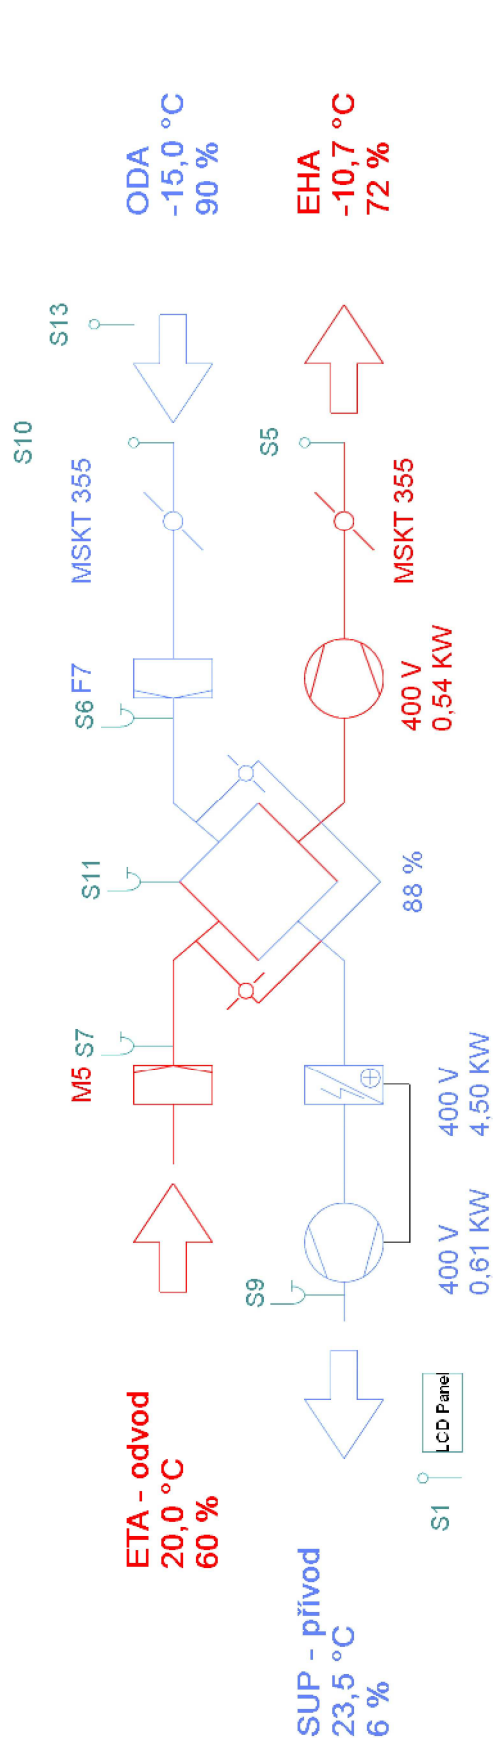 ETA - odvod
20,0 °C
60 %
M5
S7
S11
S6
F7
MSKT 355
S10
S13
ODA
-15,0 °C
90 %
SUP - přívod
23,5 °C
6 %
S1
LCD Panel
S9
400 V
0,61 KW
400 V
4,50 KW
88 %
400 V
0,54 KW
MSKT 355
S5
EHA
-10,7 °C
72 %